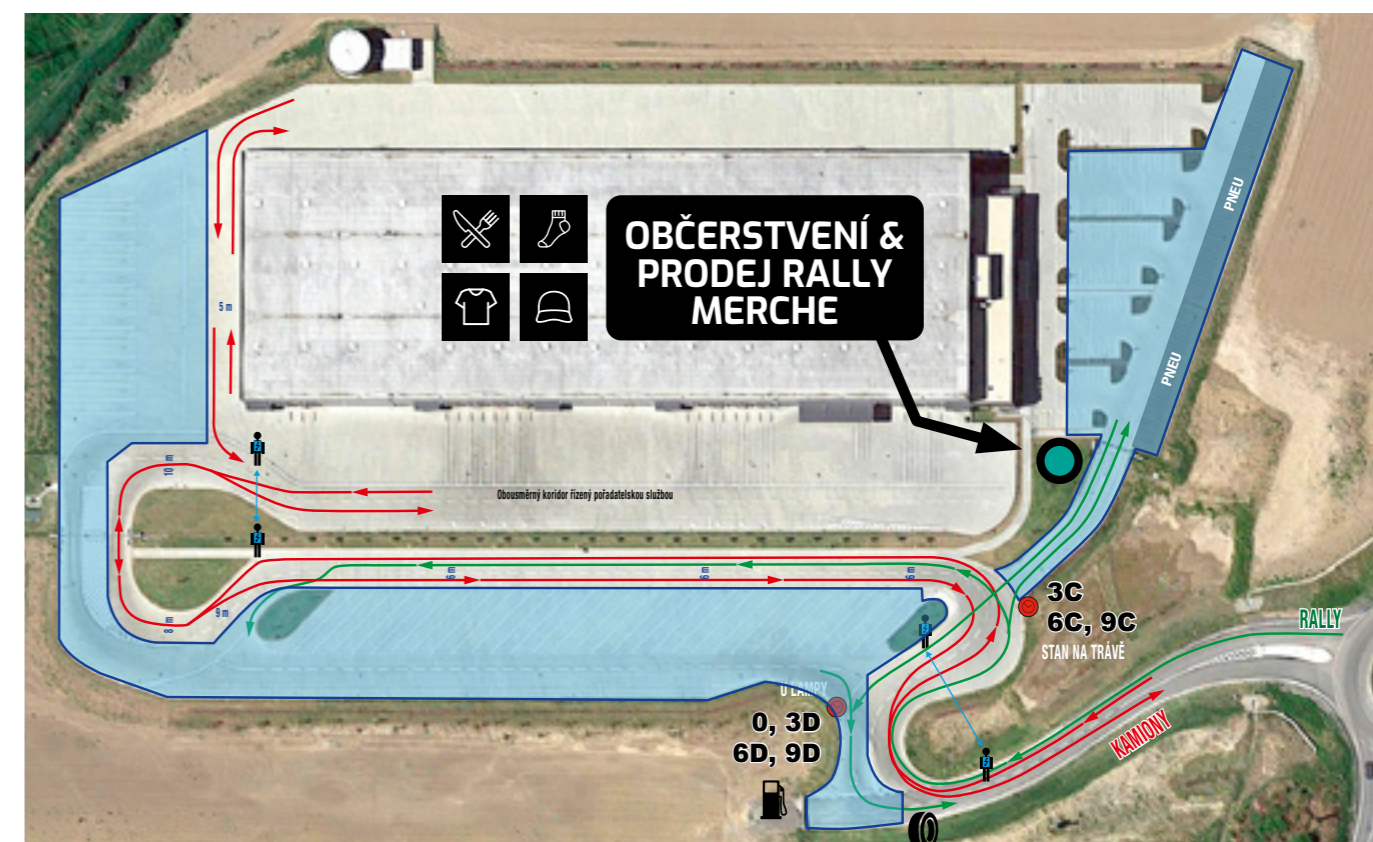 OBČERSTVENÍ &
PRODEJ RALLY
MERCHE
PNEU
PNEU
5 m
10 m
Obousměrný koridor řízený pořadatelskou službou
6 m
6 m
6 m
9 m
8 m
3C
6C, 9C
STAN NA TRÁVĚ
RALLY
KAMIONY
U LAMPY
0, 3D
6D, 9D